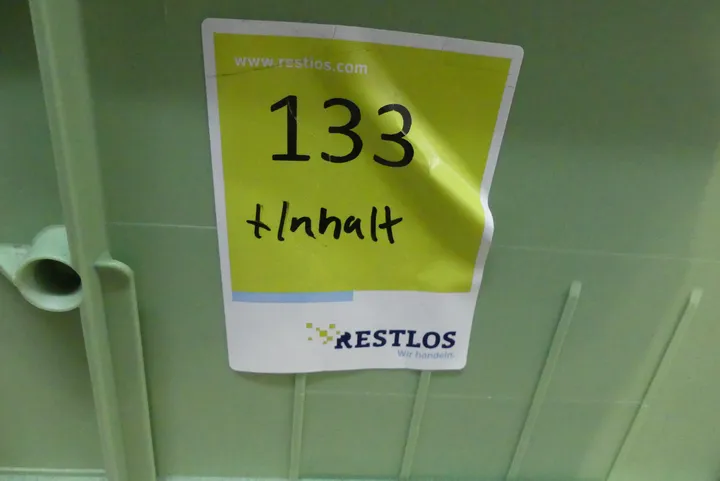 www.restlos.com
133
+Inhalt
RESTLOS
Wir handeln.